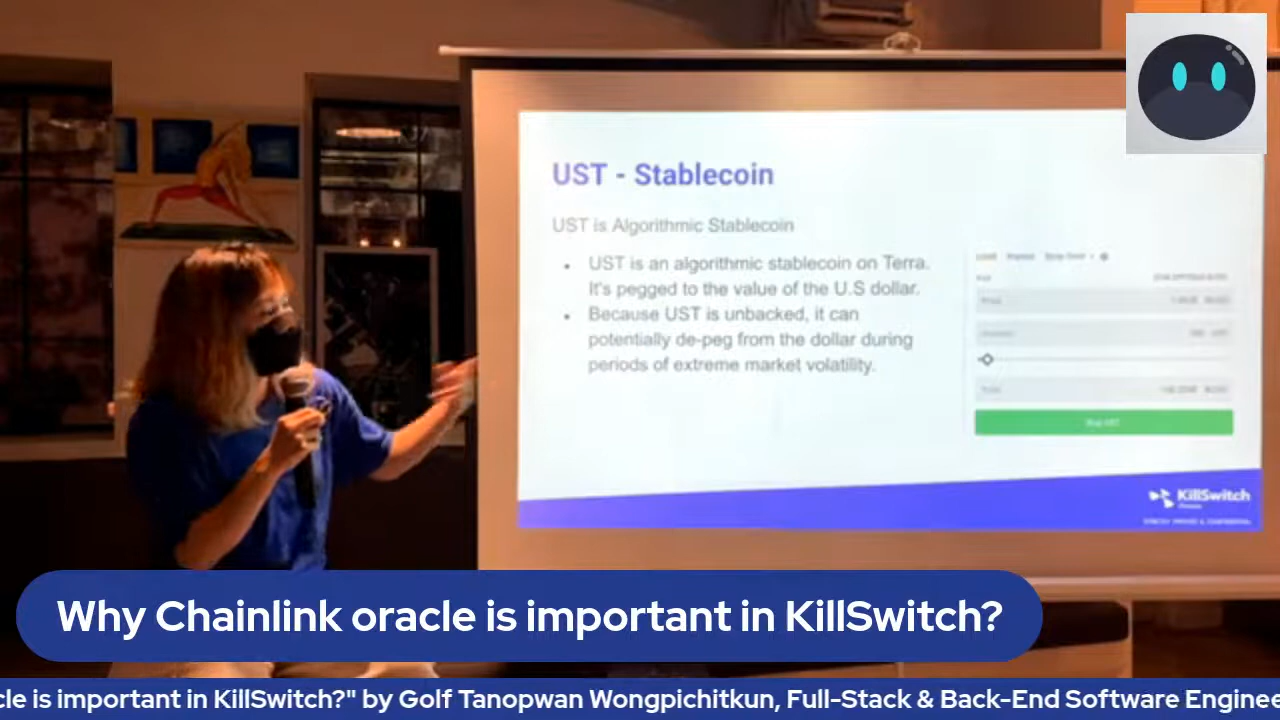 UST - Stablecoin
UST is Algorithmic Stablecoin
UST is an algorithmic stablecoin on Terra.
It's pegged to the value of the U.S dollar.
Because UST is unbacked, it can
potentially de-peg from the dollar during
periods of extreme market volatility.
Buy UST
KillSwitch
Why Chainlink oracle is important in KillSwitch?
cle is important in KillSwitch?" by Golf Tanopwan Wongpichitkun, Full-Stack & Back-End Software Enginee